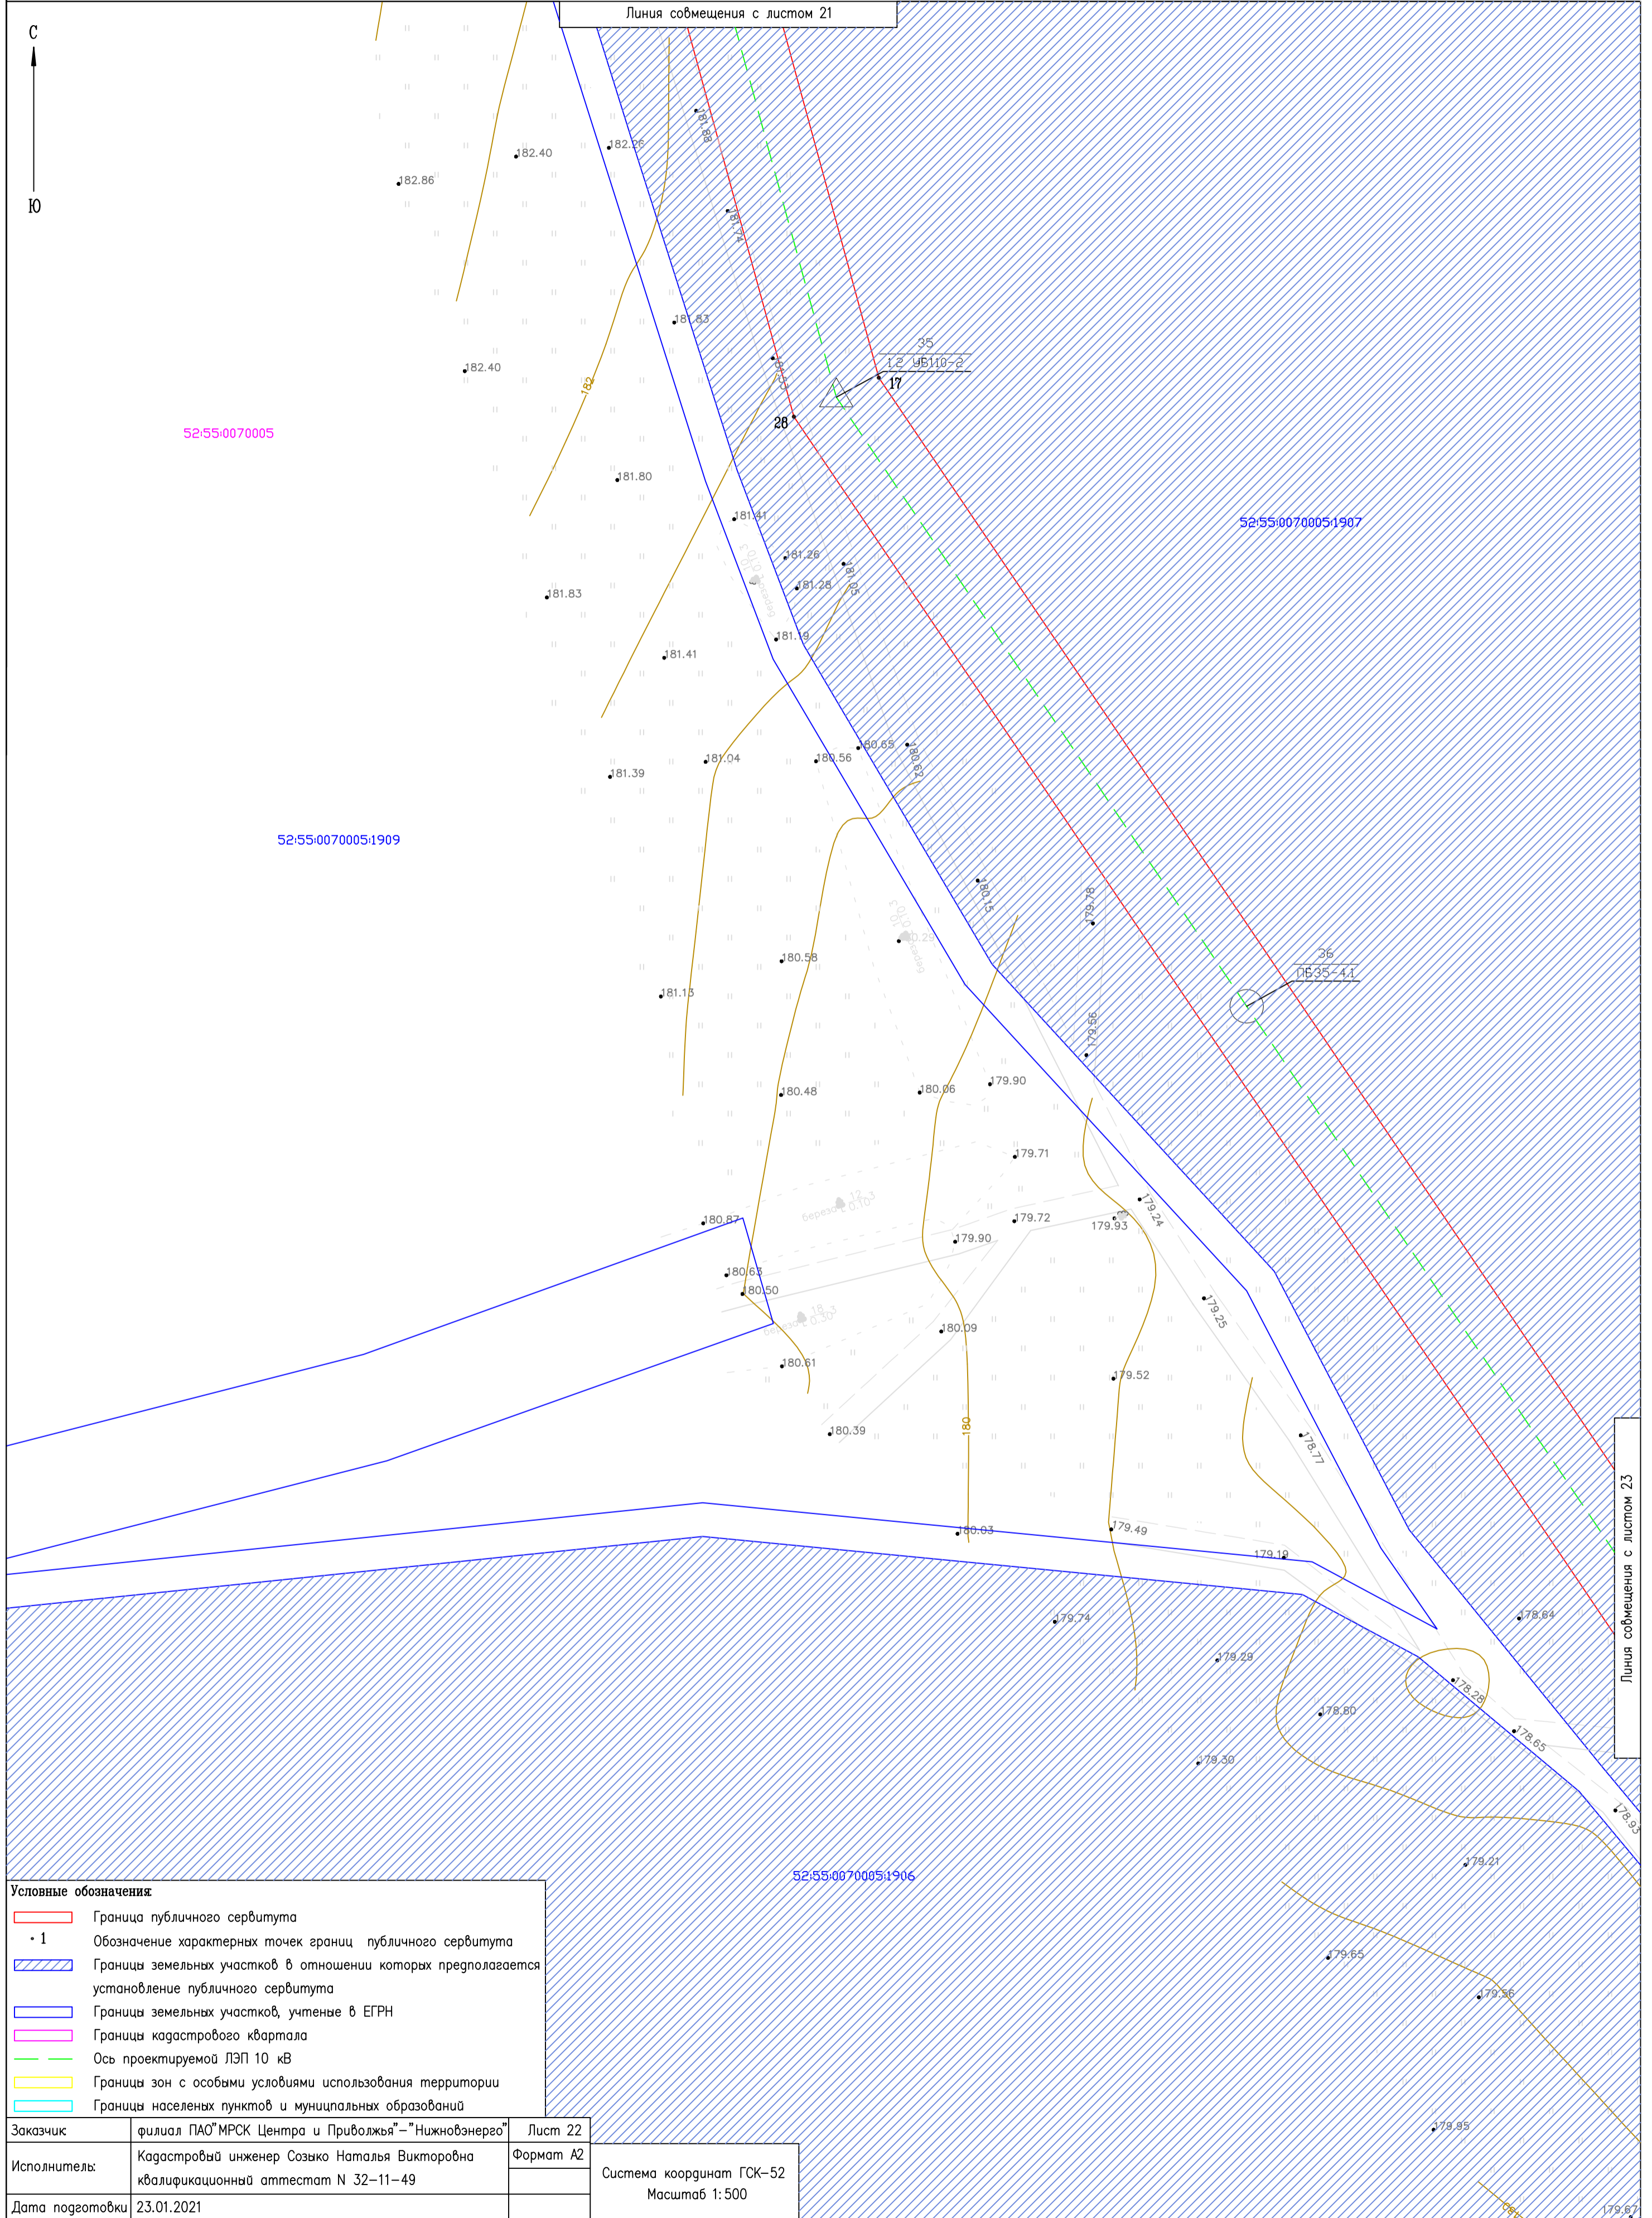 Линия совмещения с листом 21
С
Ю
181.88
182.26
182.40
182.86
181.74
181.83
35
1.2 УБ110-2
181.53
17
182.40
182
28
52:55:0070005
181.80
181.41
52:55:0070005:1907
181.26
181.05
181.28
береза
181.83
181.19
181.41
180.65
180.62
181.04
180.56
181.39
52:55:0070005:1909
180.15
179.78
береза
180.58
36
ПБ35-4.1
181.13
179.56
179.90
180.06
180.48
179.71
179.24
береза
180.87
179.72
179.93
179.90
180.63
180.50
179.25
береза
180.09
180.61
179.52
180.39
180
178.77
Линия совмещения с листом 23
180.03
179.49
179.19
179.74
178.64
179.29
178.28
178.80
178.65
179.30
178.93
179.21
52:55:0070005:1906
Условные обозначения:
Граница публичного сервитута
• 1 Обозначение характерных точек границ публичного сервитута
Границы земельных участков в отношении которых предполагается
установление публичного сервитута
179.65
179.56
Границы земельных участков, учтеные в ЕГРН
Границы кадастрового квартала
Ось проектируемой ЛЭП 10 кВ
Границы зон с особыми условиями использования территории
Границы населеных пунктов и муницпальных образований
179.95
Заказчик: филиал ПАО"МРСК Центра и Приволжья"-"Нижновэнерго" Лист 22
Исполнитель: Кадастровый инженер Созыко Наталья Викторовна Формат А2
квалификационный аттестат N 32-11-49
Система координат ГСК-52
Масштаб 1:500
Дата подготовки 23.01.2021
179.67